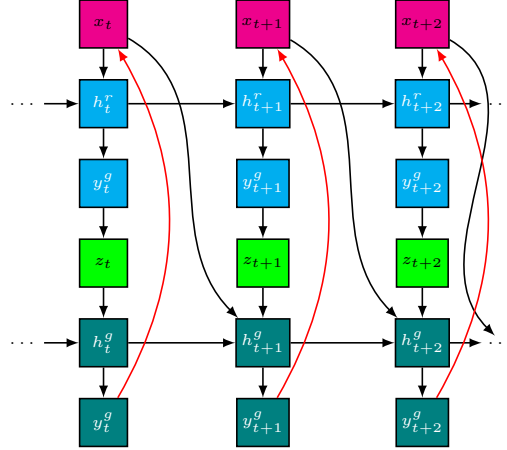 x_t x_{t+1} x_{t+2}
··· h^r_t h^r_{t+1} h^r_{t+2} ···
y^g_t y^g_{t+1} y^g_{t+2}
z_t z_{t+1} z_{t+2}
··· h^g_t h^g_{t+1} h^g_{t+2} ···
y^g_t y^g_{t+1} y^g_{t+2}